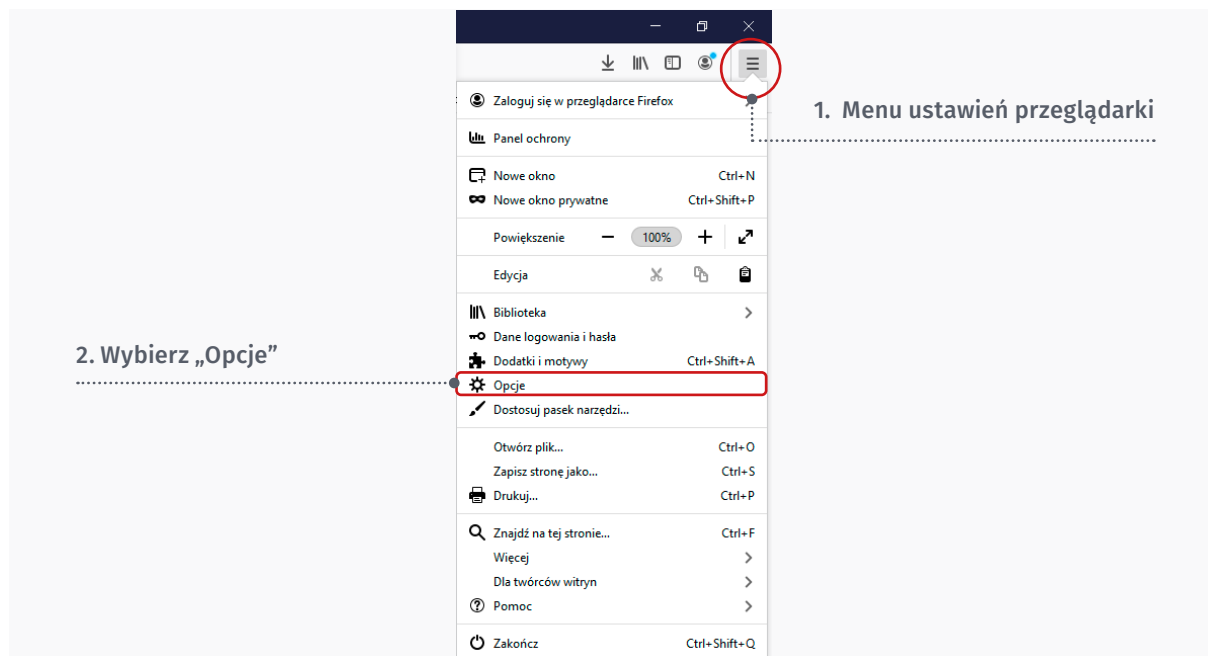 Zaloguj się w przeglądarce Firefox
1. Menu ustawień przeglądarki
Panel ochrony
Nowe okno Ctrl+N
Nowe okno prywatne Ctrl+Shift+P
Powiększenie 100%
Edycja
Biblioteka
Dane logowania i hasła
2. Wybierz „Opcje”
Dodatki i motywy Ctrl+Shift+A
Opcje
Dostosuj pasek narzędzi...
Otwórz plik... Ctrl+O
Zapisz stronę jako... Ctrl+S
Drukuj... Ctrl+P
Znajdź na tej stronie... Ctrl+F
Więcej
Dla twórców witryn
Pomoc
Zakończ Ctrl+Shift+Q